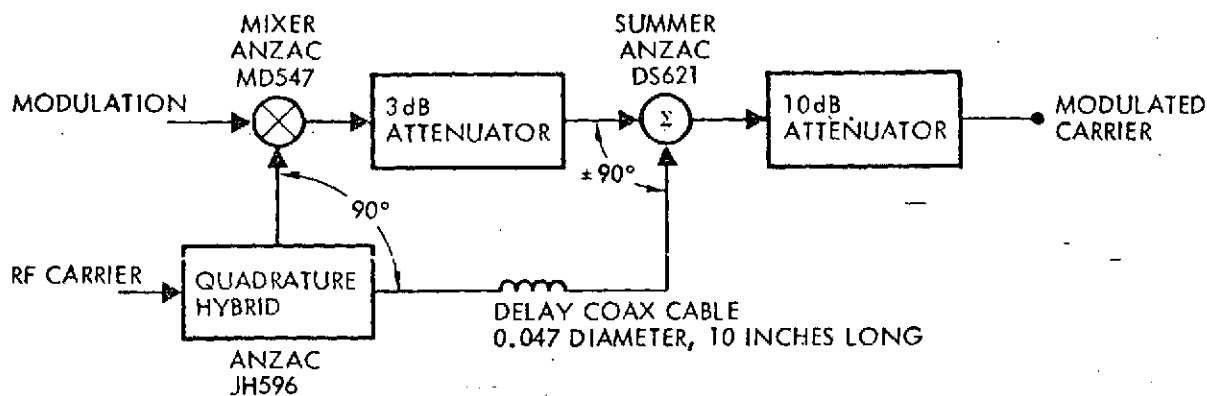 MIXER
ANZAC
MD547
SUMMER
ANZAC
DS621
MODULATION
3dB
ATTENUATOR
Σ
10dB
ATTENUATOR
MODULATED
CARRIER
±90°
90°
RF CARRIER
QUADRATURE
HYBRID
DELAY COAX CABLE
0.047 DIAMETER, 10 INCHES LONG
ANZAC
JH596